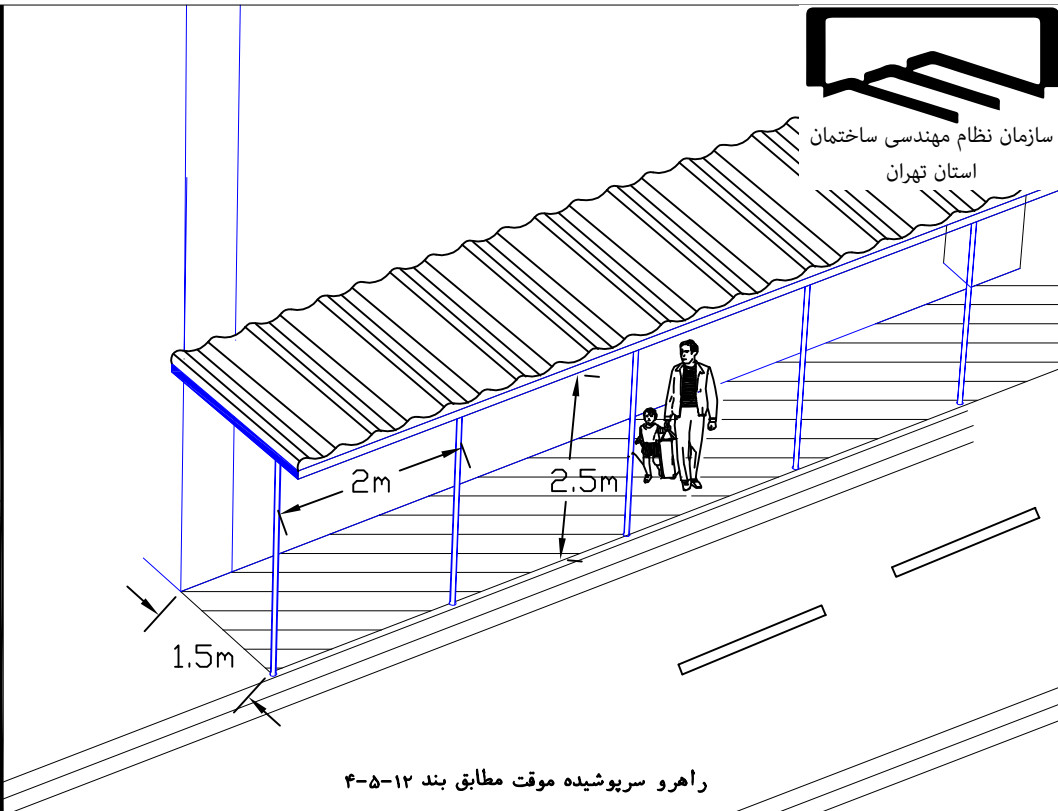 سازمان نظام مهندسی ساختمان
استان تهران
2m
2.5m
1.5m
راهرو سرپوشیده موقت مطابق بند ۱۲-۵-۴